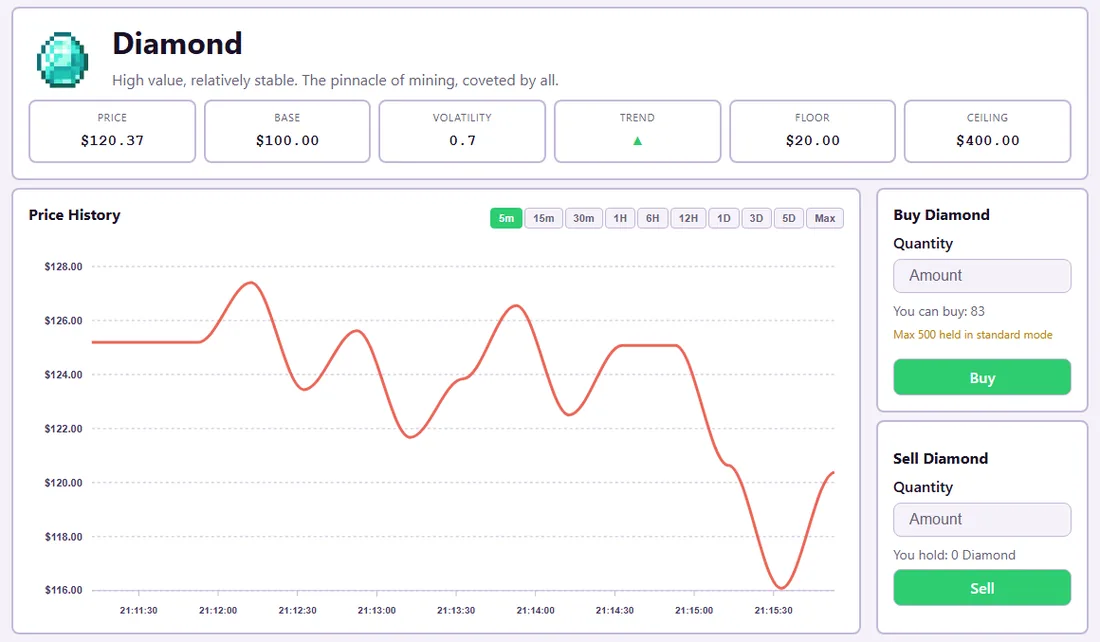 Diamond
High value, relatively stable. The pinnacle of mining, coveted by all.
PRICE
$120.37
BASE
$100.00
VOLATILITY
0.7
TREND
▲
FLOOR
$20.00
CEILING
$400.00
Price History
5m 15m 30m 1H 6H 12H 1D 3D 5D Max
$128.00
$126.00
$124.00
$122.00
$120.00
$118.00
$116.00
21:11:30 21:12:00 21:12:30 21:13:00 21:13:30 21:14:00 21:14:30 21:15:00 21:15:30
Buy Diamond
Quantity
Amount
You can buy: 83
Max 500 held in standard mode
Buy
Sell Diamond
Quantity
Amount
You hold: 0 Diamond
Sell